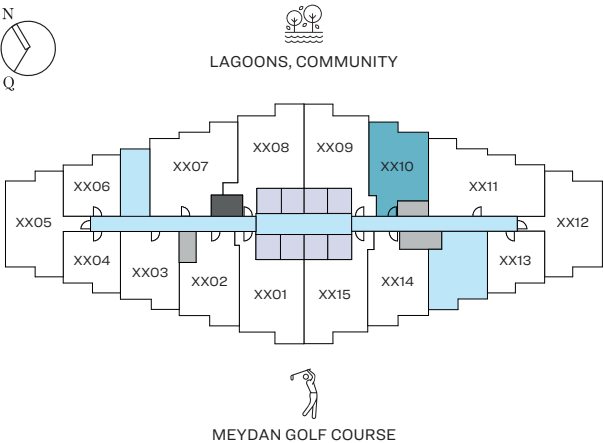 N
Q
LAGOONS, COMMUNITY
XX08 XX09
XX07 XX10
XX06 XX11
XX05 XX12
XX04 XX03 XX02 XX01 XX15 XX14 XX13
MEYDAN GOLF COURSE